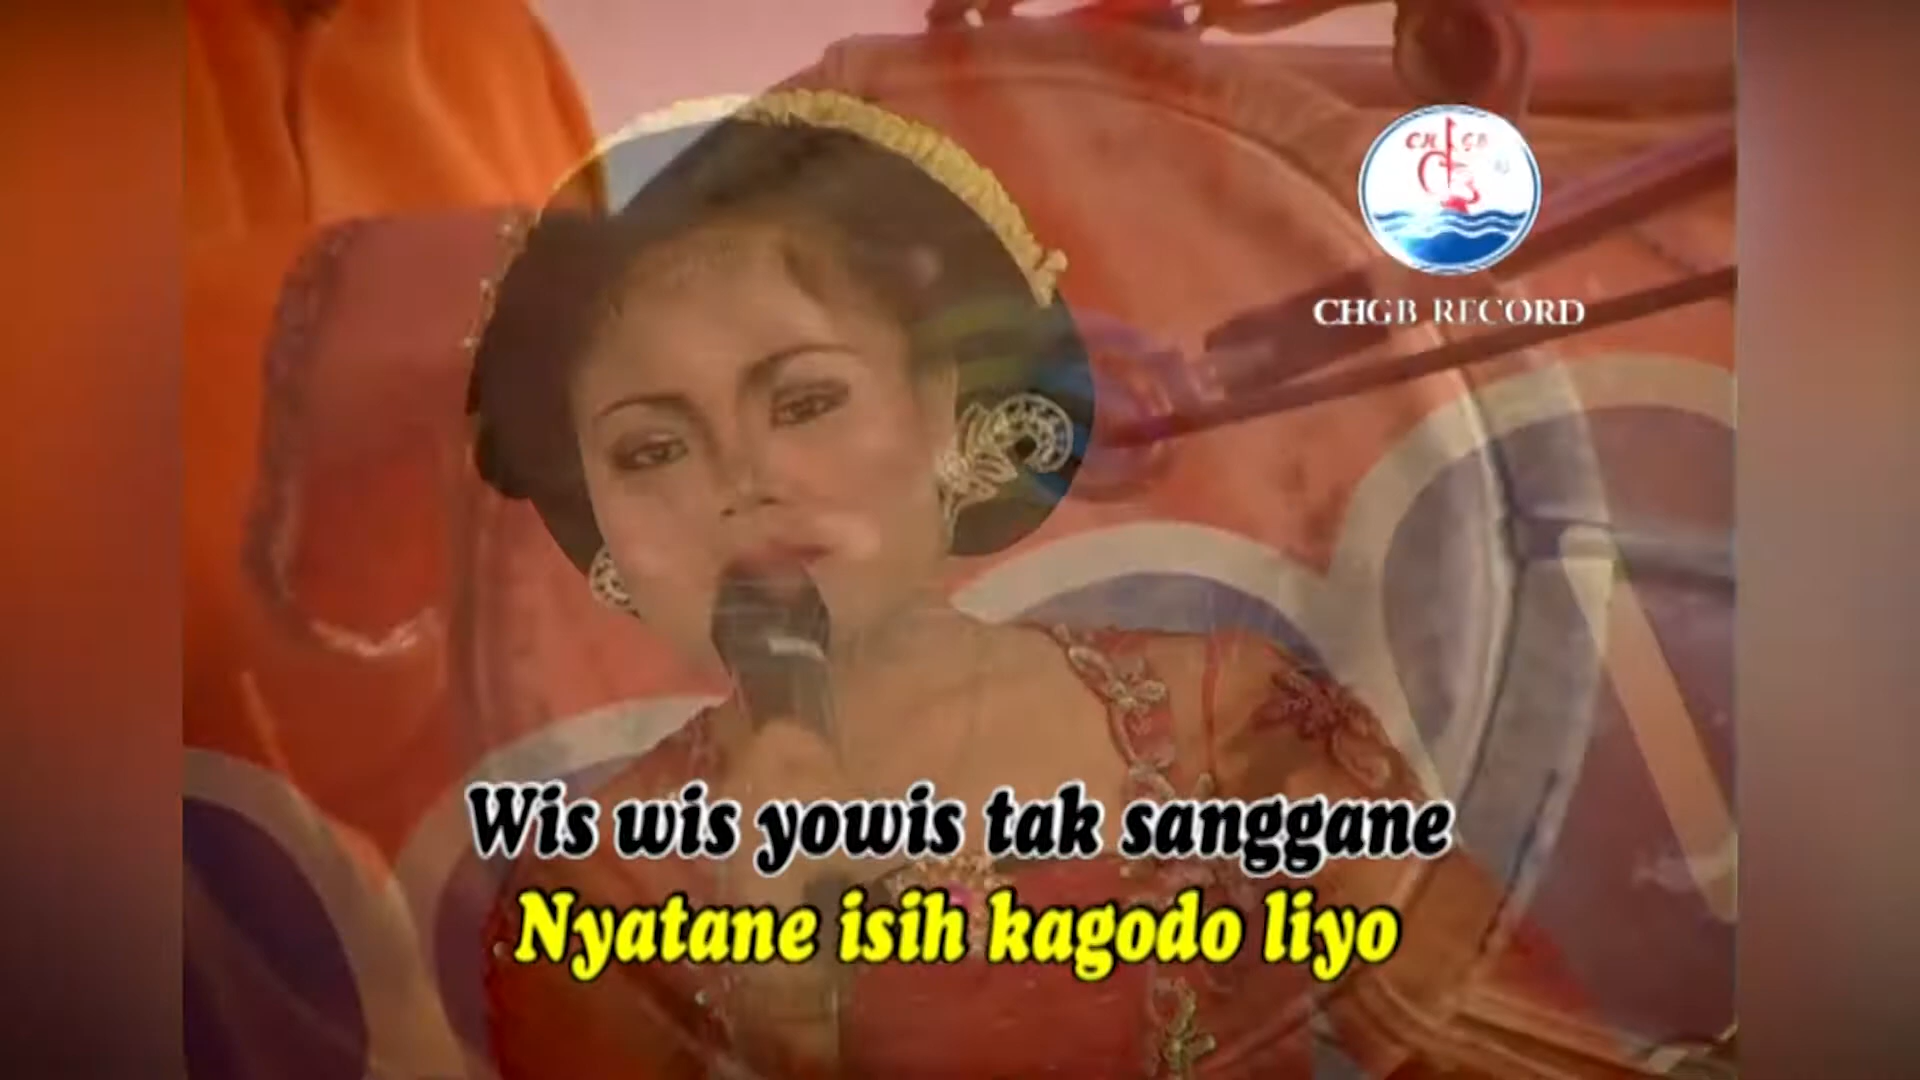 CHGB RECORD
Wis wis yowis tak sanggane
Nyatane isih kagodo liyo